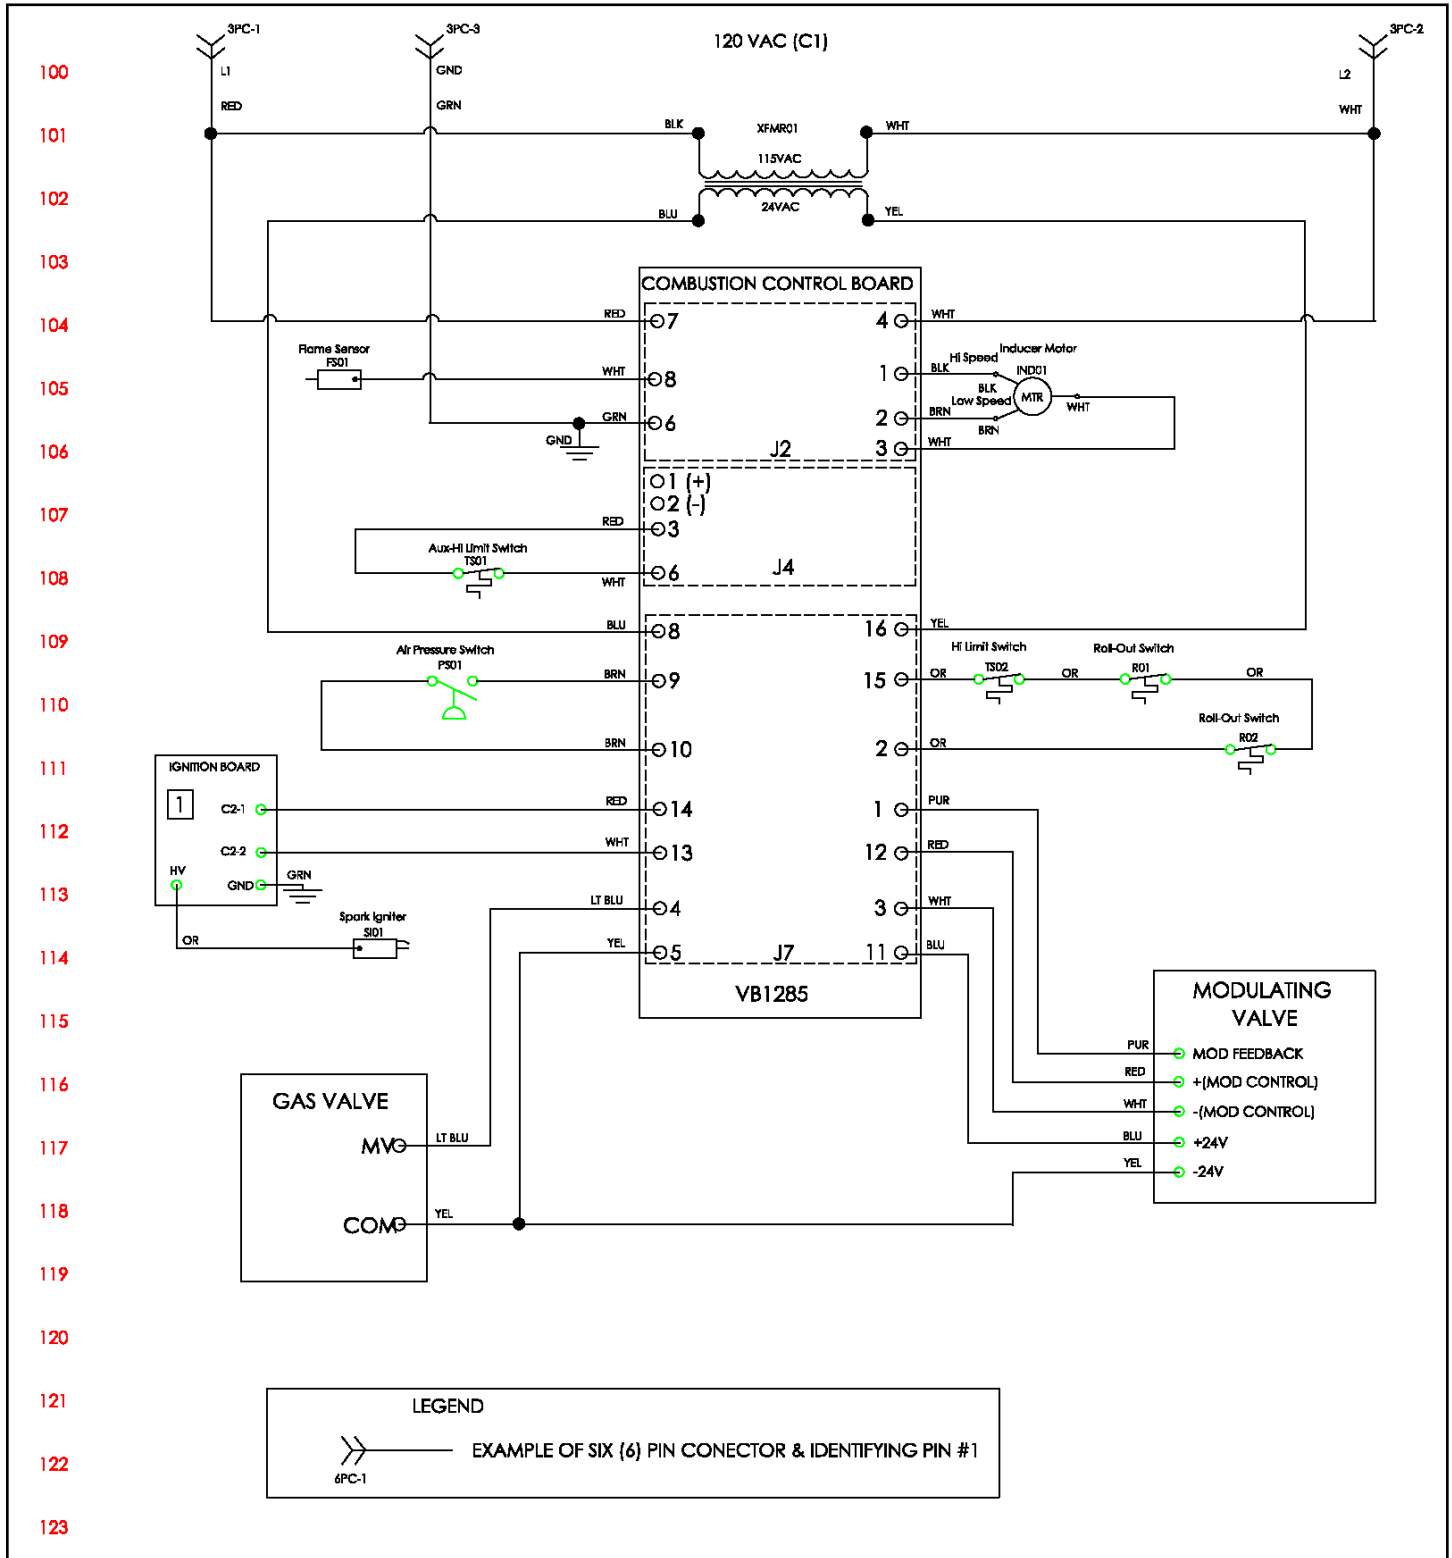 3PC-1
3PC-3
120 VAC (C1)
3PC-2
100
L1
GND
L2
RED
GRN
WHT
101
BLK
XFMR01
WHT
115VAC
102
24VAC
BLU
YEL
103
COMBUSTION CONTROL BOARD
104
RED
7
4
WHT
Flame Sensor
FS01
Hi Speed
Inducer Motor
IND01
105
WHT
8
1
BLK
BLK
MTR
WHT
Low Speed
GRN
6
2
BRN
BRN
GND
106
J2
3
WHT
1 (+)
2 (-)
107
RED
3
Aux-Hi Limit Switch
TS01
J4
108
WHT
6
109
BLU
8
16
YEL
Air Pressure Switch
PS01
Hi Limit Switch
TS02
Roll-Out Switch
R01
BRN
9
15
OR
OR
OR
110
Roll-Out Switch
R02
BRN
10
2
OR
111
IGNITION BOARD
1
C2-1
RED
14
1
PUR
112
C2-2
WHT
13
12
RED
HV
GND
GRN
113
LT BLU
4
3
WHT
Spark Igniter
SI01
OR
114
YEL
5
J7
11
BLU
VB1285
MODULATING
VALVE
115
PUR
MOD FEEDBACK
116
RED
+(MOD CONTROL)
GAS VALVE
WHT
-(MOD CONTROL)
117
MV
LT BLU
BLU
+24V
YEL
-24V
118
COM
YEL
119
120
121
LEGEND
EXAMPLE OF SIX (6) PIN CONECTOR & IDENTIFYING PIN #1
122
6PC-1
123